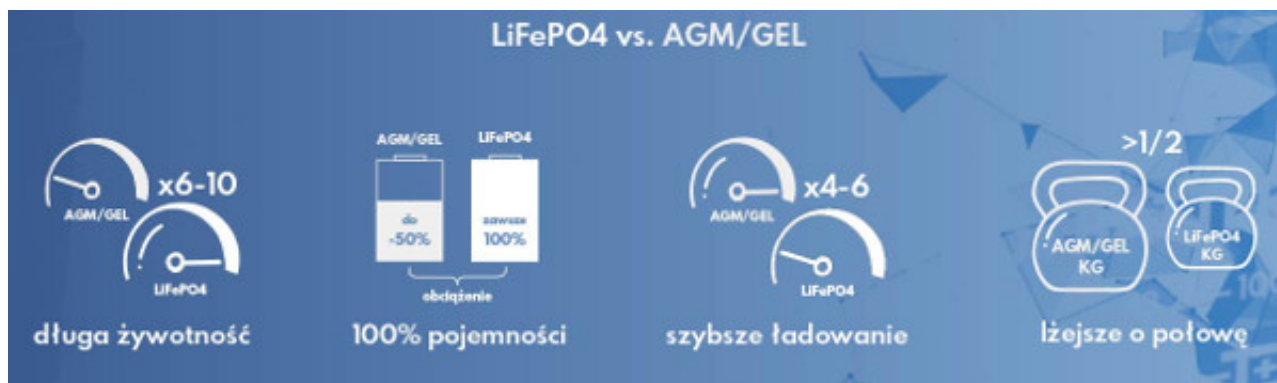 LiFePO4 vs. AGM/GEL
x6-10
AGM/GEL
LiFePO4
długa żywotność
AGM/GEL
LiFePO4
do
-50%
zawsze
100%
obciążenie
100% pojemności
x4-6
AGM/GEL
LiFePO4
szybsze ładowanie
>1/2
AGM/GEL
KG
LiFePO4
KG
lżejsze o połowę